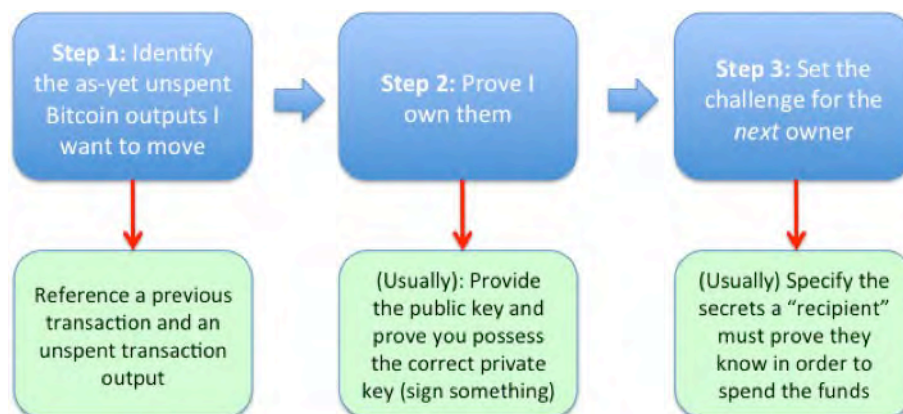 Step 1: Identify
the as-yet unspent
Bitcoin outputs I
want to move
Step 2: Prove I
own them
Step 3: Set the
challenge for the
next owner
Reference a previous
transaction and an
unspent transaction
output
(Usually): Provide
the public key and
prove you possess
the correct private
key (sign something)
(Usually) Specify the
secrets a “recipient”
must prove they
know in order to
spend the funds